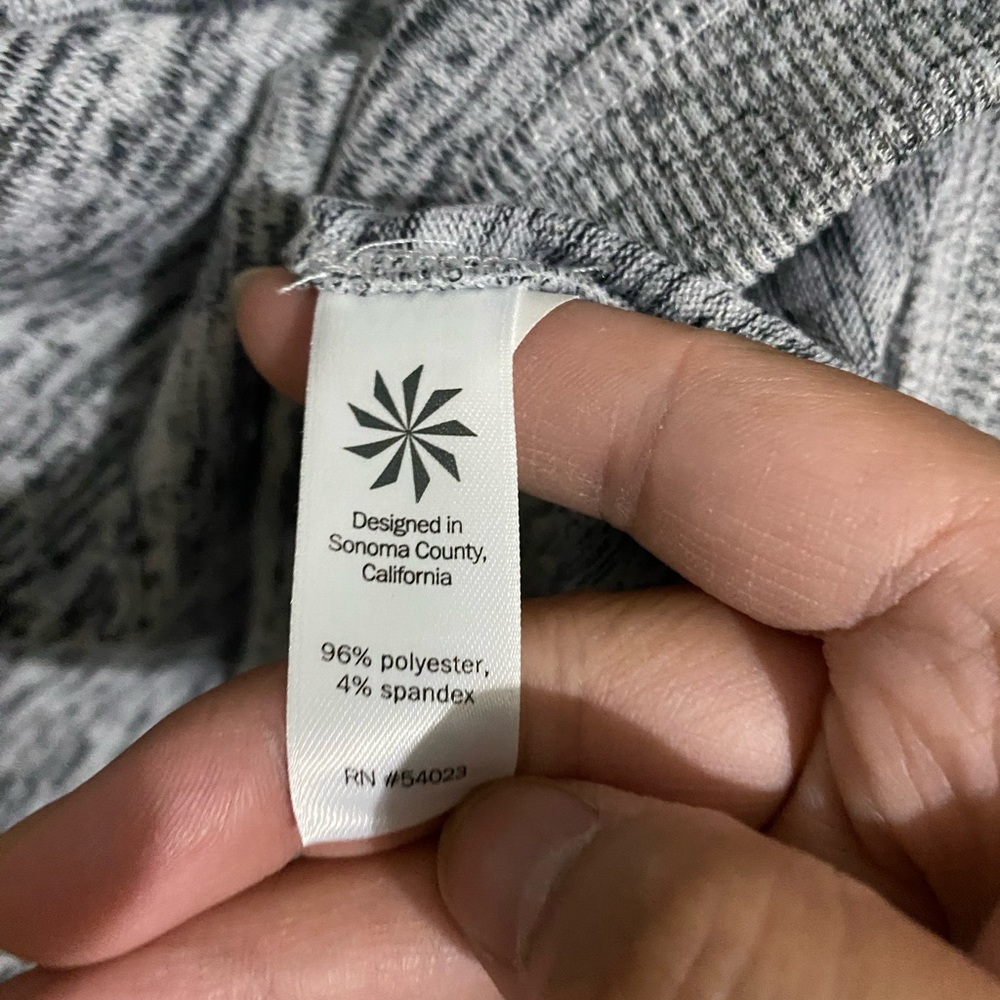 Designed in
Sonoma County,
California
96% polyester,
4% spandex
RN #54023